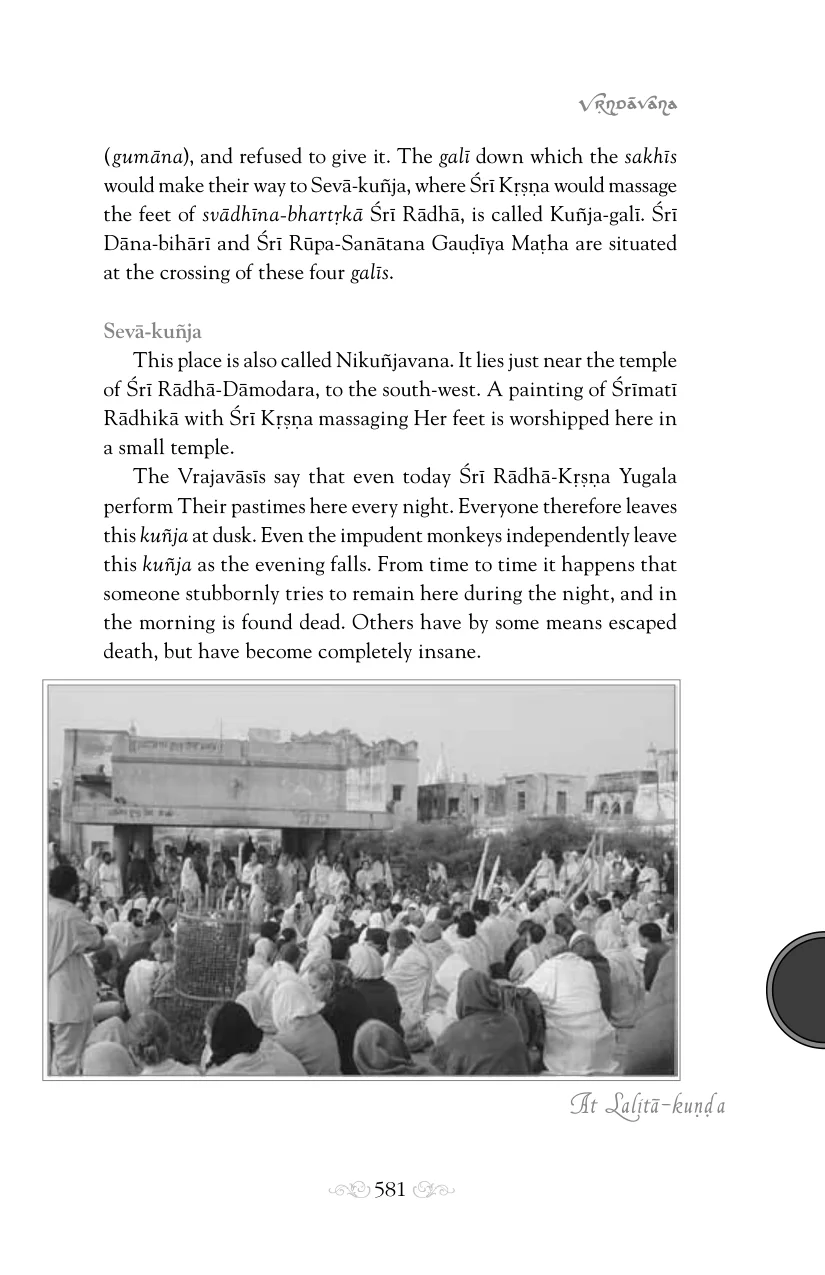 Vṛndāvana
(gumāna), and refused to give it. The galī down which the sakhīs
would make their way to Sevā-kuñja, where Śrī Kṛṣṇa would massage
the feet of svādhīna-bhartṛkā Śrī Rādhā, is called Kuñja-galī. Śrī
Dāna-bihārī and Śrī Rūpa-Sanātana Gauḍīya Maṭha are situated
at the crossing of these four galīs.
Sevā-kuñja
This place is also called Nikuñjavana. It lies just near the temple
of Śrī Rādhā-Dāmodara, to the south-west. A painting of Śrīmatī
Rādhikā with Śrī Kṛṣṇa massaging Her feet is worshipped here in
a small temple.
The Vrajavāsīs say that even today Śrī Rādhā-Kṛṣṇa Yugala
perform Their pastimes here every night. Everyone therefore leaves
this kuñja at dusk. Even the impudent monkeys independently leave
this kuñja as the evening falls. From time to time it happens that
someone stubbornly tries to remain here during the night, and in
the morning is found dead. Others have by some means escaped
death, but have become completely insane.
At Lalitā-kuṇḍa
581